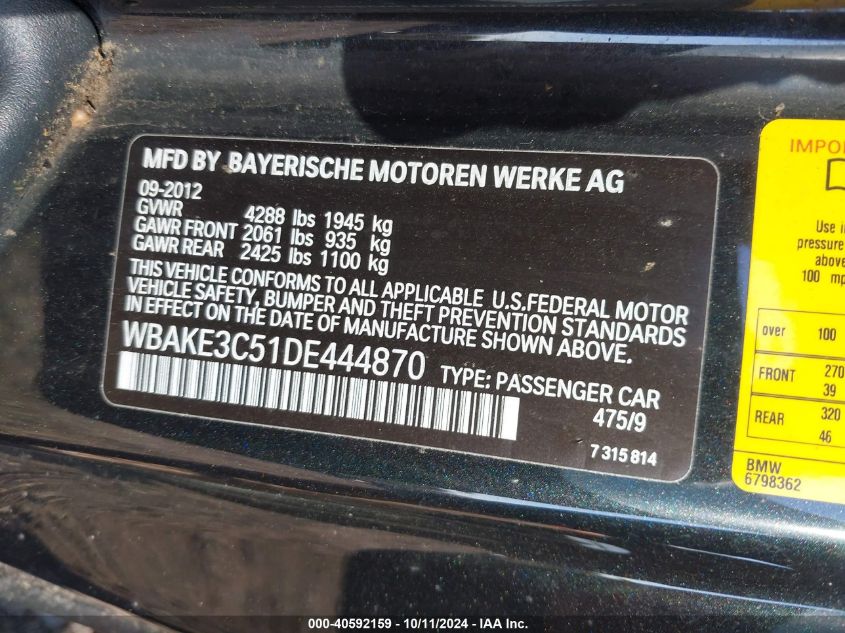 MFD BY BAYERISCHE MOTOREN WERKE AG
09-2012
GVWR 4288 lbs 1945 kg
GAWR FRONT 2061 lbs 935 kg
GAWR REAR 2425 lbs 1100 kg
THIS VEHICLE CONFORMS TO ALL APPLICABLE U.S.FEDERAL MOTOR
VEHICLE SAFETY, BUMPER AND THEFT PREVENTION STANDARDS
IN EFFECT ON THE DATE OF MANUFACTURE SHOWN ABOVE.
WBAKE3C51DE444870 TYPE: PASSENGER CAR
475/9
7 315 814
Use
pressure
above
100
over 100
FRONT 270
39
REAR 320
46
BMW
6798362
000-40592159 - 10/11/2024 - IAA Inc.